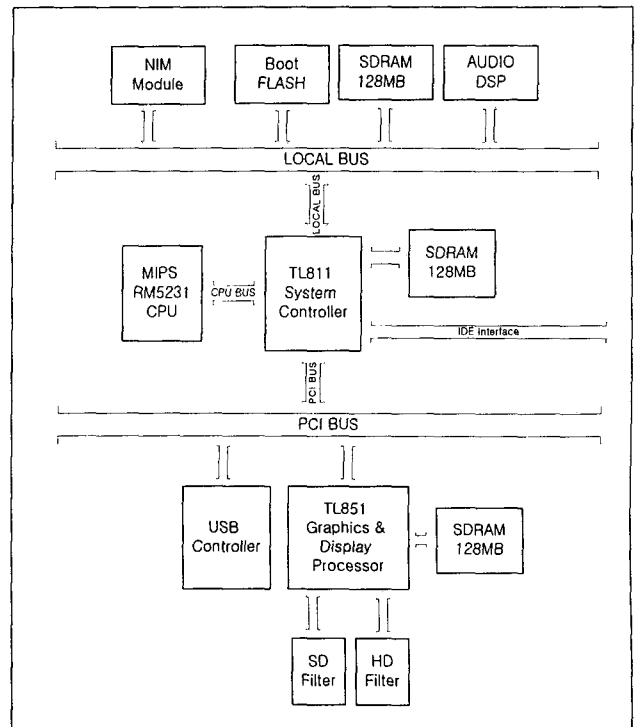 NIM
Module
Boot
FLASH
SDRAM
128MB
AUDIO
DSP
LOCAL BUS
LOCAL BUS
MIPS
RM5231
CPU
CPU BUS
TL811
System
Controller
SDRAM
128MB
IDE interface
PCI BUS
PCI BUS
USB
Controller
TL851
Graphics &
Display
Processor
SDRAM
128MB
SD
Filter
HD
Filter